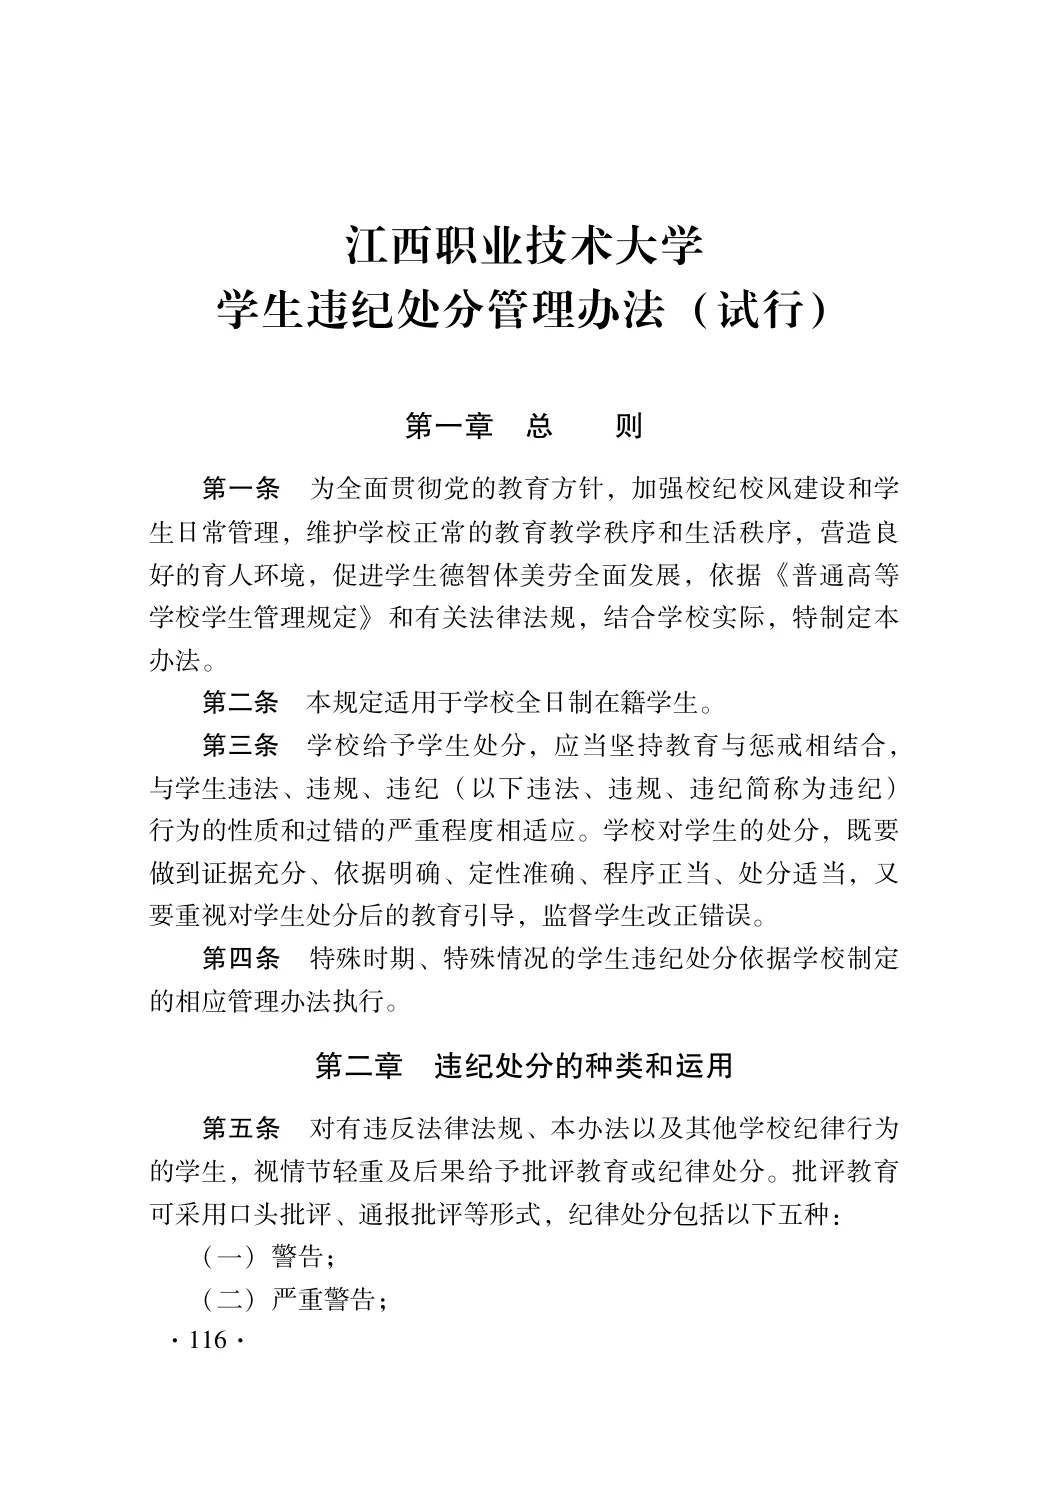 江西职业技术大学
学生违纪处分管理办法（试行）
第一章　总　　则
第一条　为全面贯彻党的教育方针，加强校纪校风建设和学
生日常管理，维护学校正常的教育教学秩序和生活秩序，营造良
好的育人环境，促进学生德智体美劳全面发展，依据《普通高等
学校学生管理规定》和有关法律法规，结合学校实际，特制定本
办法。
第二条　本规定适用于学校全日制在籍学生。
第三条　学校给予学生处分，应当坚持教育与惩戒相结合，
与学生违法、违规、违纪（以下违法、违规、违纪简称为违纪）
行为的性质和过错的严重程度相适应。学校对学生的处分，既要
做到证据充分、依据明确、定性准确、程序正当、处分适当，又
要重视对学生处分后的教育引导，监督学生改正错误。
第四条　特殊时期、特殊情况的学生违纪处分依据学校制定
的相应管理办法执行。
第二章　违纪处分的种类和运用
第五条　对有违反法律法规、本办法以及其他学校纪律行为
的学生，视情节轻重及后果给予批评教育或纪律处分。批评教育
可采用口头批评、通报批评等形式，纪律处分包括以下五种：
（一）警告；
（二）严重警告；
· 116 ·